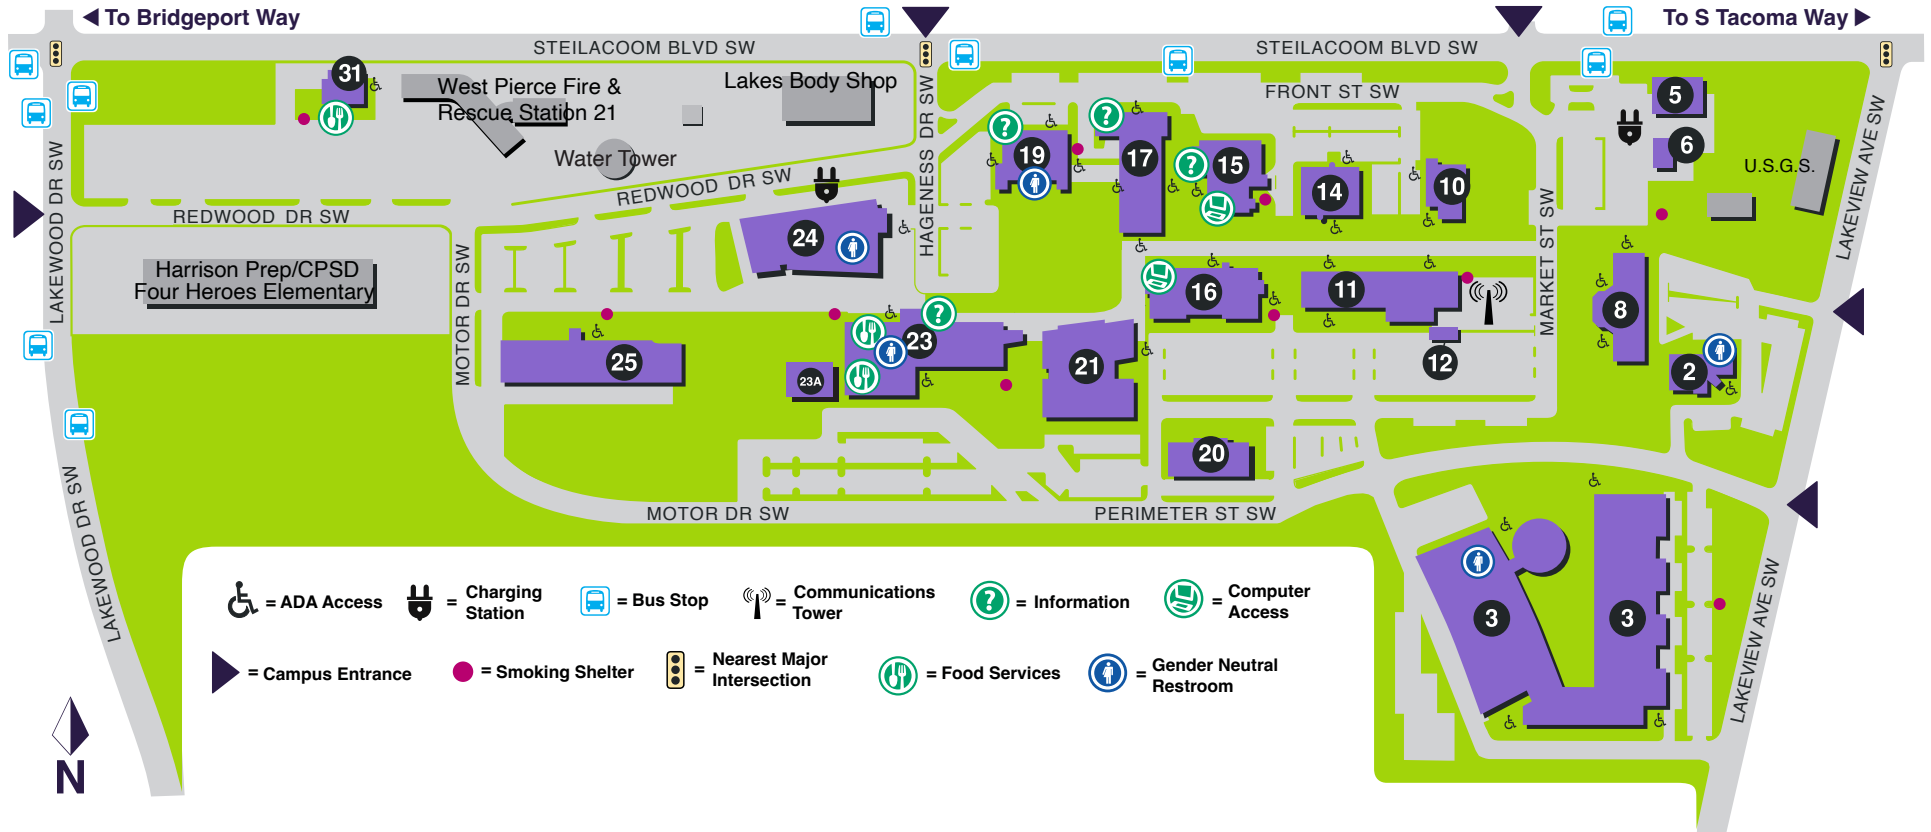 To Bridgeport Way
To S Tacoma Way
STEILACOOM BLVD SW
STEILACOOM BLVD SW
31
West Pierce Fire &
Rescue Station 21
Lakes Body Shop
Water Tower
HAGENESS DR SW
FRONT ST SW
5
6
U.S.G.S.
LAKEVIEW AVE SW
LAKEWOOD DR SW
REDWOOD DR SW
REDWOOD DR SW
19
17
15
14
10
MARKET ST SW
24
MOTOR DR SW
Harrison Prep/CPSD
Four Heroes Elementary
16
11
8
23
25
23A
21
12
2
20
3
3
MOTOR DR SW
PERIMETER ST SW
LAKEWOOD DR SW
LAKEVIEW AVE SW
= ADA Access
= Charging
Station
= Bus Stop
= Communications
Tower
? = Information
= Computer
Access
= Campus Entrance
= Smoking Shelter
= Nearest Major
Intersection
= Food Services
= Gender Neutral
Restroom
N